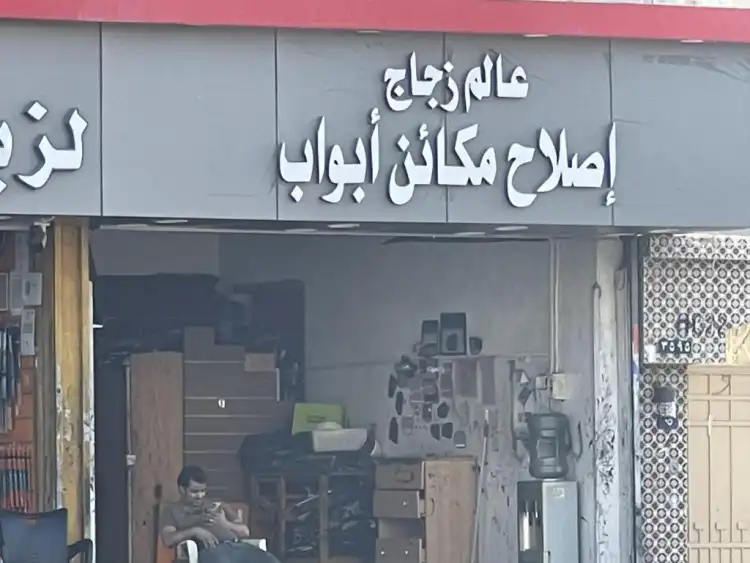 عالم زجاج
إصلاح مكائن أبواب